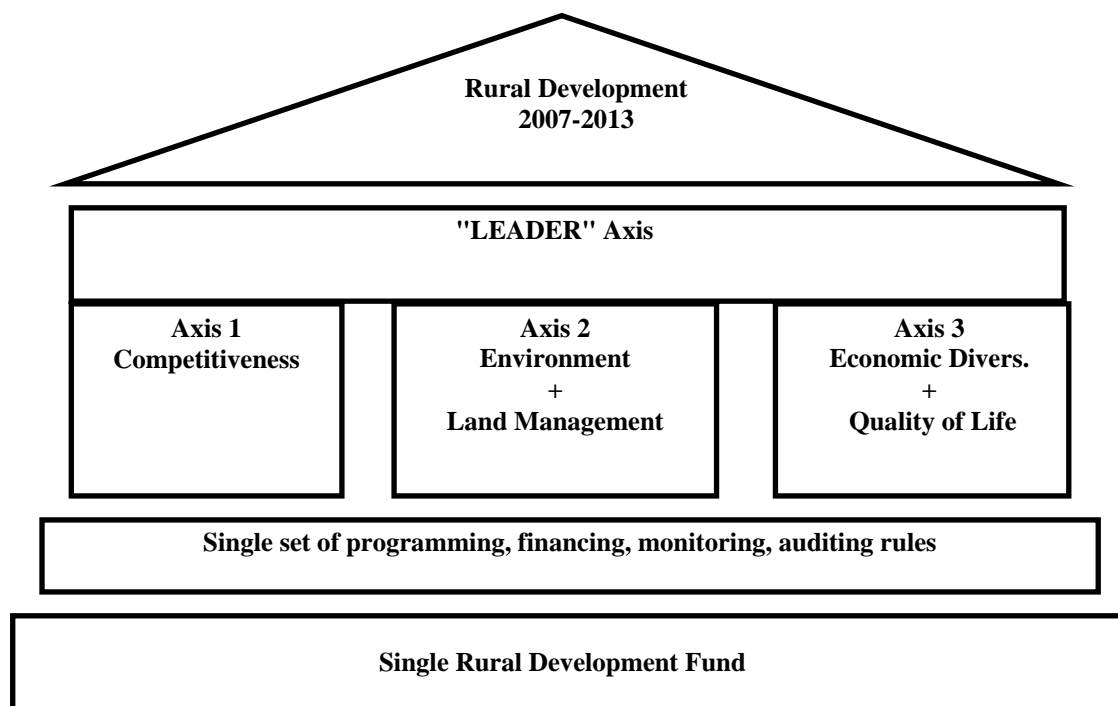 Rural Development
2007-2013
"LEADER" Axis
Axis 1
Competitiveness
Axis 2
Environment
+
Land Management
Axis 3
Economic Divers.
+
Quality of Life
Single set of programming, financing, monitoring, auditing rules
Single Rural Development Fund